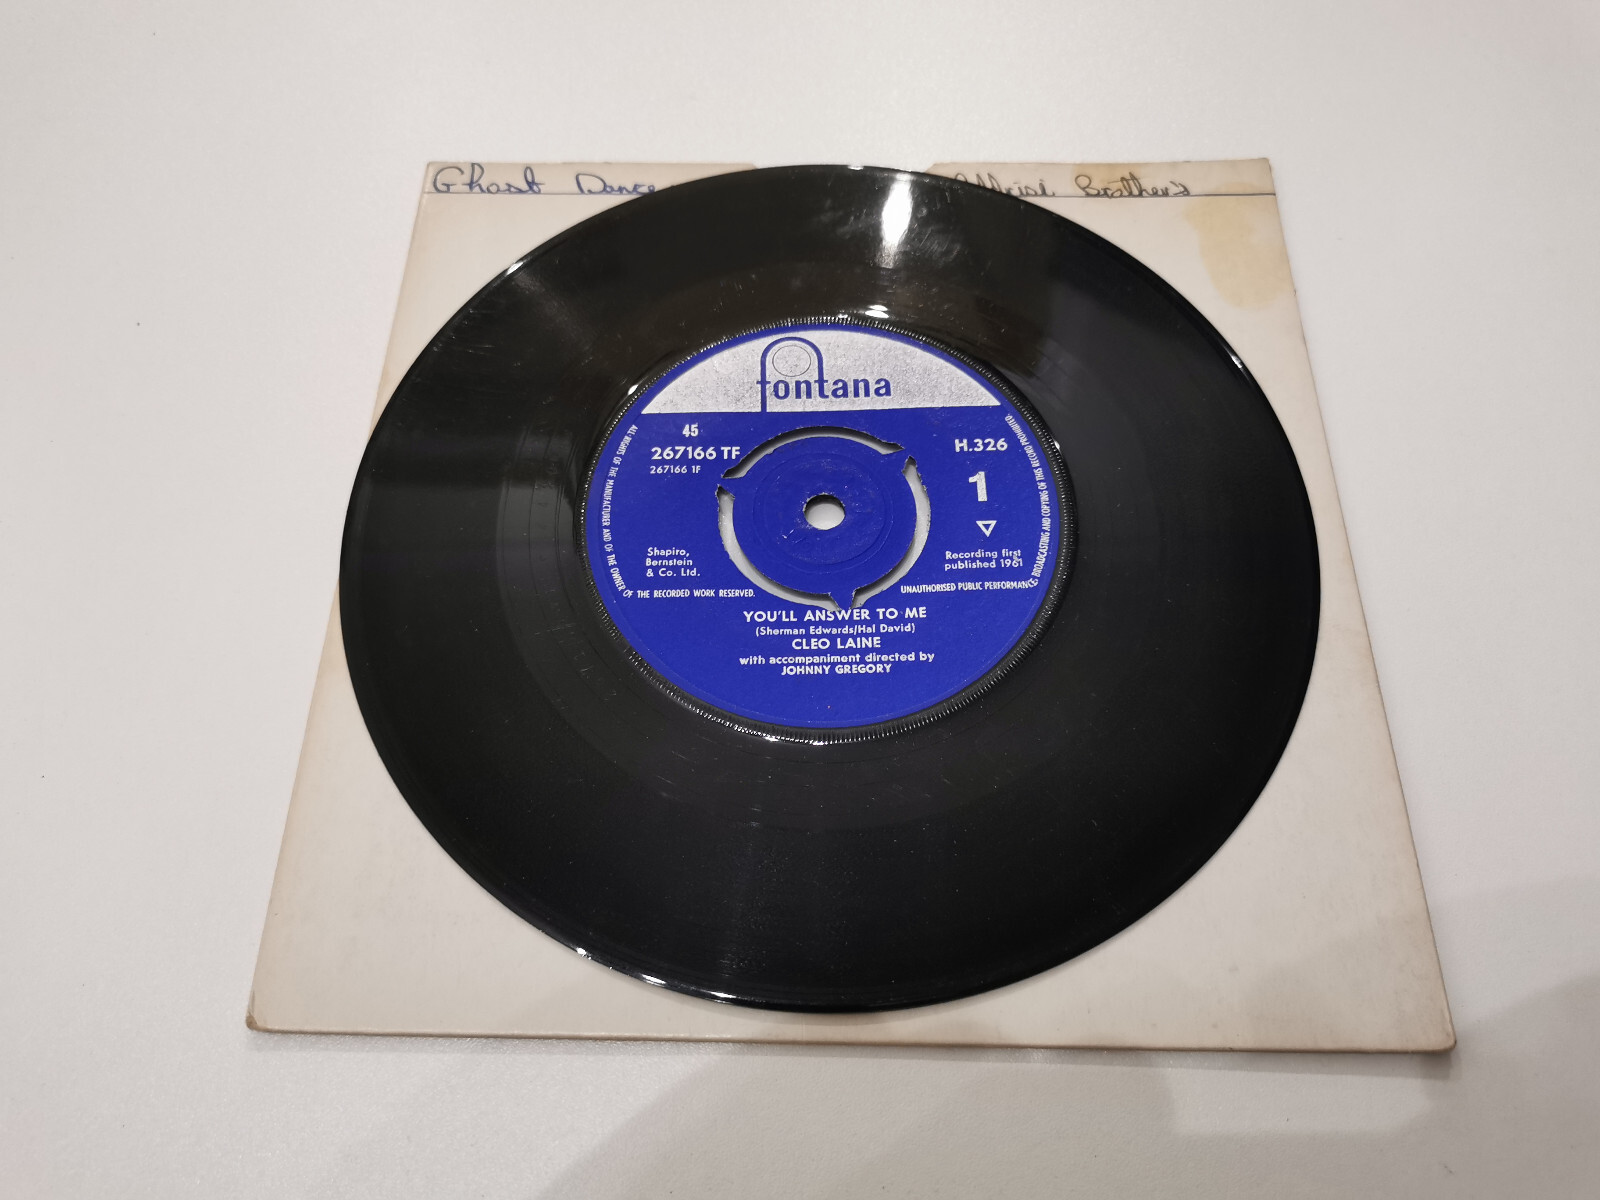 Ghost Dance
Brother's
fontana
45
267166 TF
267166 1F
H.326
1
Shapiro,
Bernstein
& Co. Ltd.
Recording first
published 1961
ALL RIGHTS OF THE MANUFACTURER AND OF THE OWNER OF THE RECORDED WORK RESERVED.
UNAUTHORISED PUBLIC PERFORMANCE BROADCASTING AND COPYING OF THIS RECORD PROHIBITED
YOU'LL ANSWER TO ME
(Sherman Edwards/Hal David)
CLEO LAINE
with accompaniment directed by
JOHNNY GREGORY